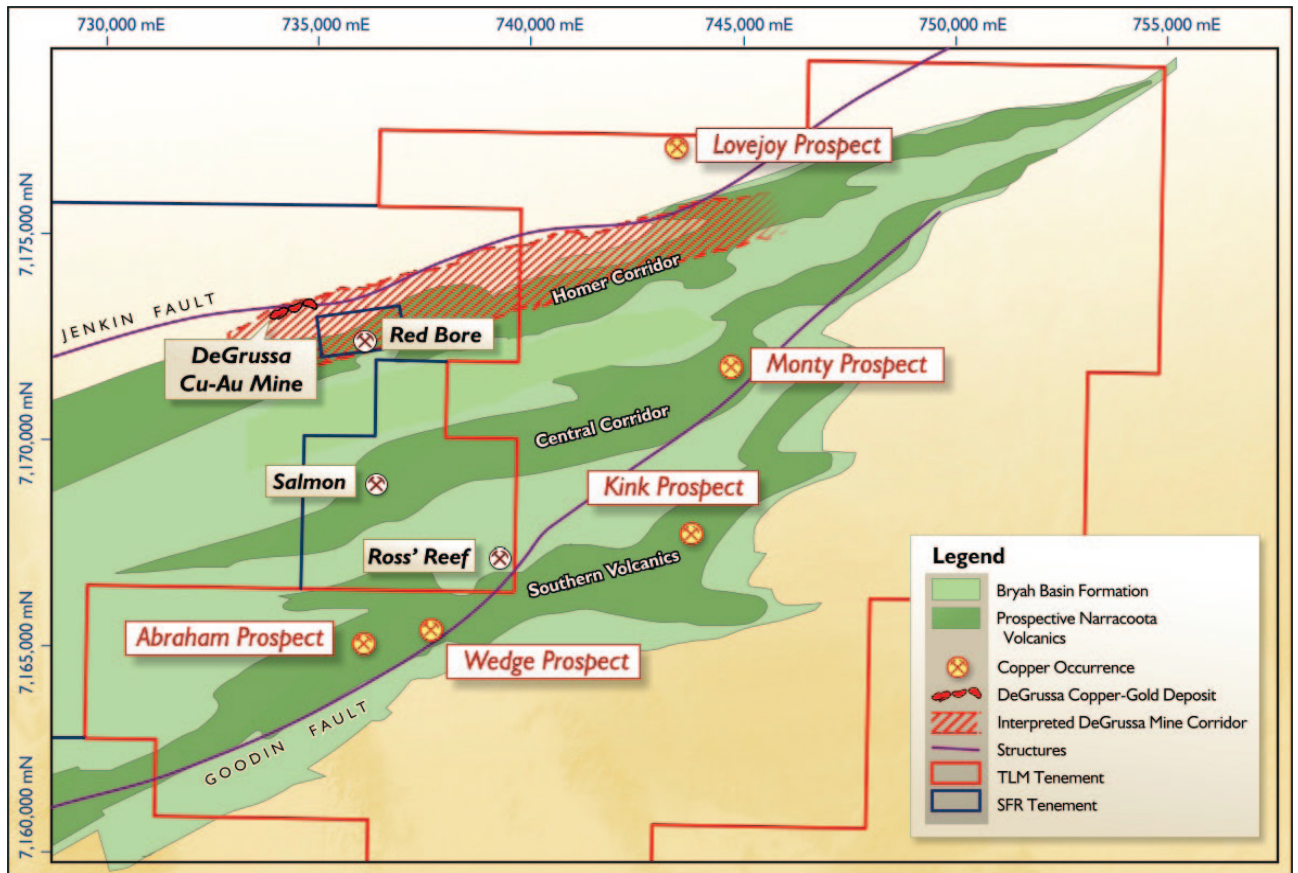 730,000 mE
735,000 mE
740,000 mE
745,000 mE
750,000 mE
755,000 mE
7,175,000 mN
7,170,000 mN
7,165,000 mN
7,160,000 mN
Lovejoy Prospect
Homer Corridor
JENKIN FAULT
Red Bore
DeGrussa
Cu-Au Mine
Monty Prospect
Central Corridor
Salmon
Kink Prospect
Ross' Reef
Southern Volcanics
Abraham Prospect
Wedge Prospect
GOODIN FAULT
Legend
Bryah Basin Formation
Prospective Narracoota
Volcanics
Copper Occurrence
DeGrussa Copper-Gold Deposit
Interpreted DeGrussa Mine Corridor
Structures
TLM Tenement
SFR Tenement